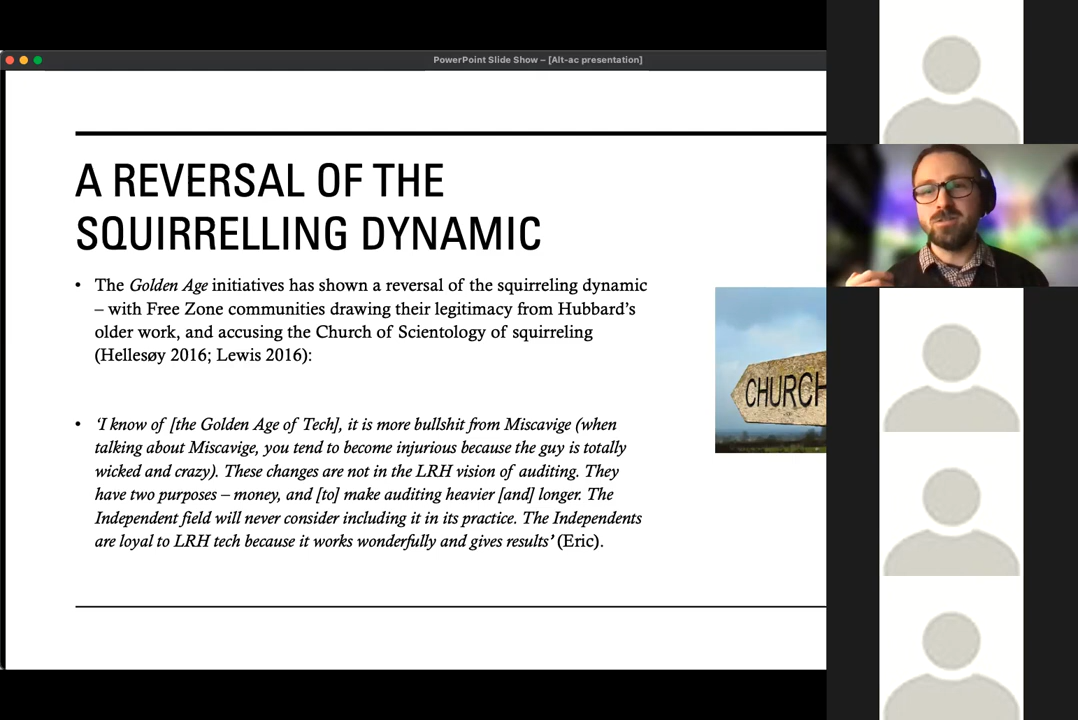 PowerPoint Slide Show – [Alt-ac presentation]
A REVERSAL OF THE
SQUIRRELLING DYNAMIC
• The Golden Age initiatives has shown a reversal of the squirreling dynamic
– with Free Zone communities drawing their legitimacy from Hubbard’s
older work, and accusing the Church of Scientology of squirreling
(Hellesøy 2016; Lewis 2016):
• ‘I know of [the Golden Age of Tech], it is more bullshit from Miscavige (when
talking about Miscavige, you tend to become injurious because the guy is totally
wicked and crazy). These changes are not in the LRH vision of auditing. They
have two purposes – money, and [to] make auditing heavier [and] longer. The
Independent field will never consider including it in its practice. The Independents
are loyal to LRH tech because it works wonderfully and gives results’ (Eric).
CHURCH